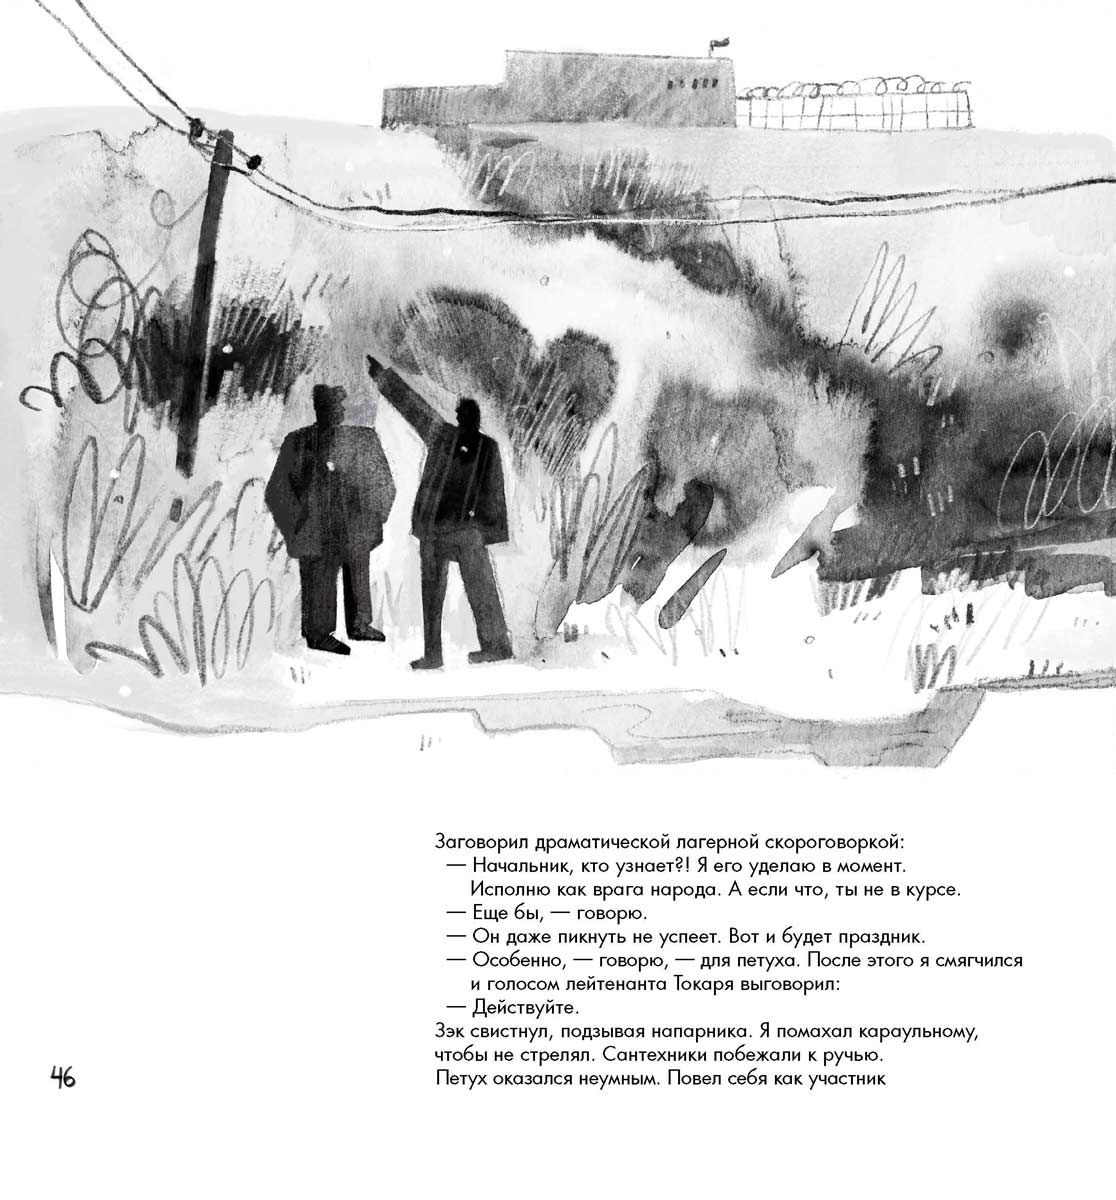 Заговорил драматической лагерной скороговоркой:
— Начальник, кто узнает?! Я его уделаю в момент.
Исполню как врага народа. А если что, ты не в курсе.
— Еще бы, — говорю.
— Он даже пикнуть не успеет. Вот и будет праздник.
— Особенно, — говорю, — для петуха. После этого я смягчился
и голосом лейтенанта Токаря выговорил:
— Действуйте.
Зэк свистнул, подзывая напарника. Я помахал караульному,
чтобы не стрелял. Сантехники побежали к ручью.
Петух оказался неумным. Повел себя как участник
46